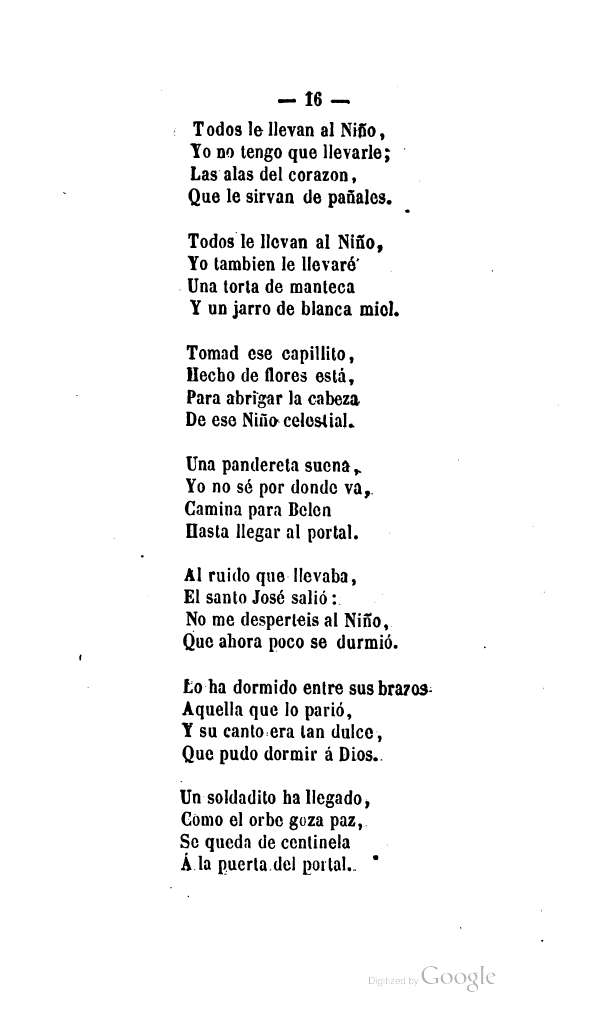 — 16 —
Todos le llevan al Niño,
Yo no tengo que llevarle;
Las alas del corazon,
Que le sirvan de pañales.
Todos le llevan al Niño,
Yo tambien le llevaré
Una torta de manteca
Y un jarro de blanca miel.
Tomad ese capillito,
Hecho de flores está,
Para abrigar la cabeza
De ese Niño celestial.
Una pandereta suena,
Yo no sé por donde va,
Camina para Belen
Hasta llegar al portal.
Al ruido que llevaba,
El santo José salió:
No me desperteis al Niño,
Que ahora poco se durmió.
Lo ha dormido entre sus brazos
Aquella que lo parió,
Y su canto era tan dulce,
Que pudo dormir á Dios.
Un soldadito ha llegado,
Como el orbe goza paz,
Se queda de centinela
Á la puerta del portal.
Digitized by Google